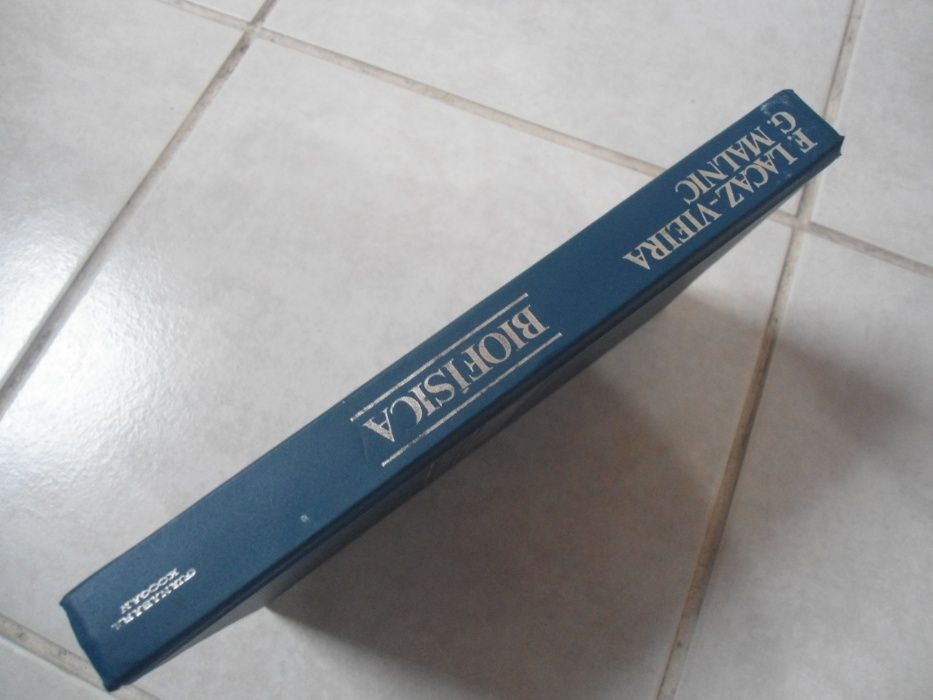 F. LACAZ-VIEIRA
G. MALNIC
BIOFÍSICA
GUANABARA
KOOGAN